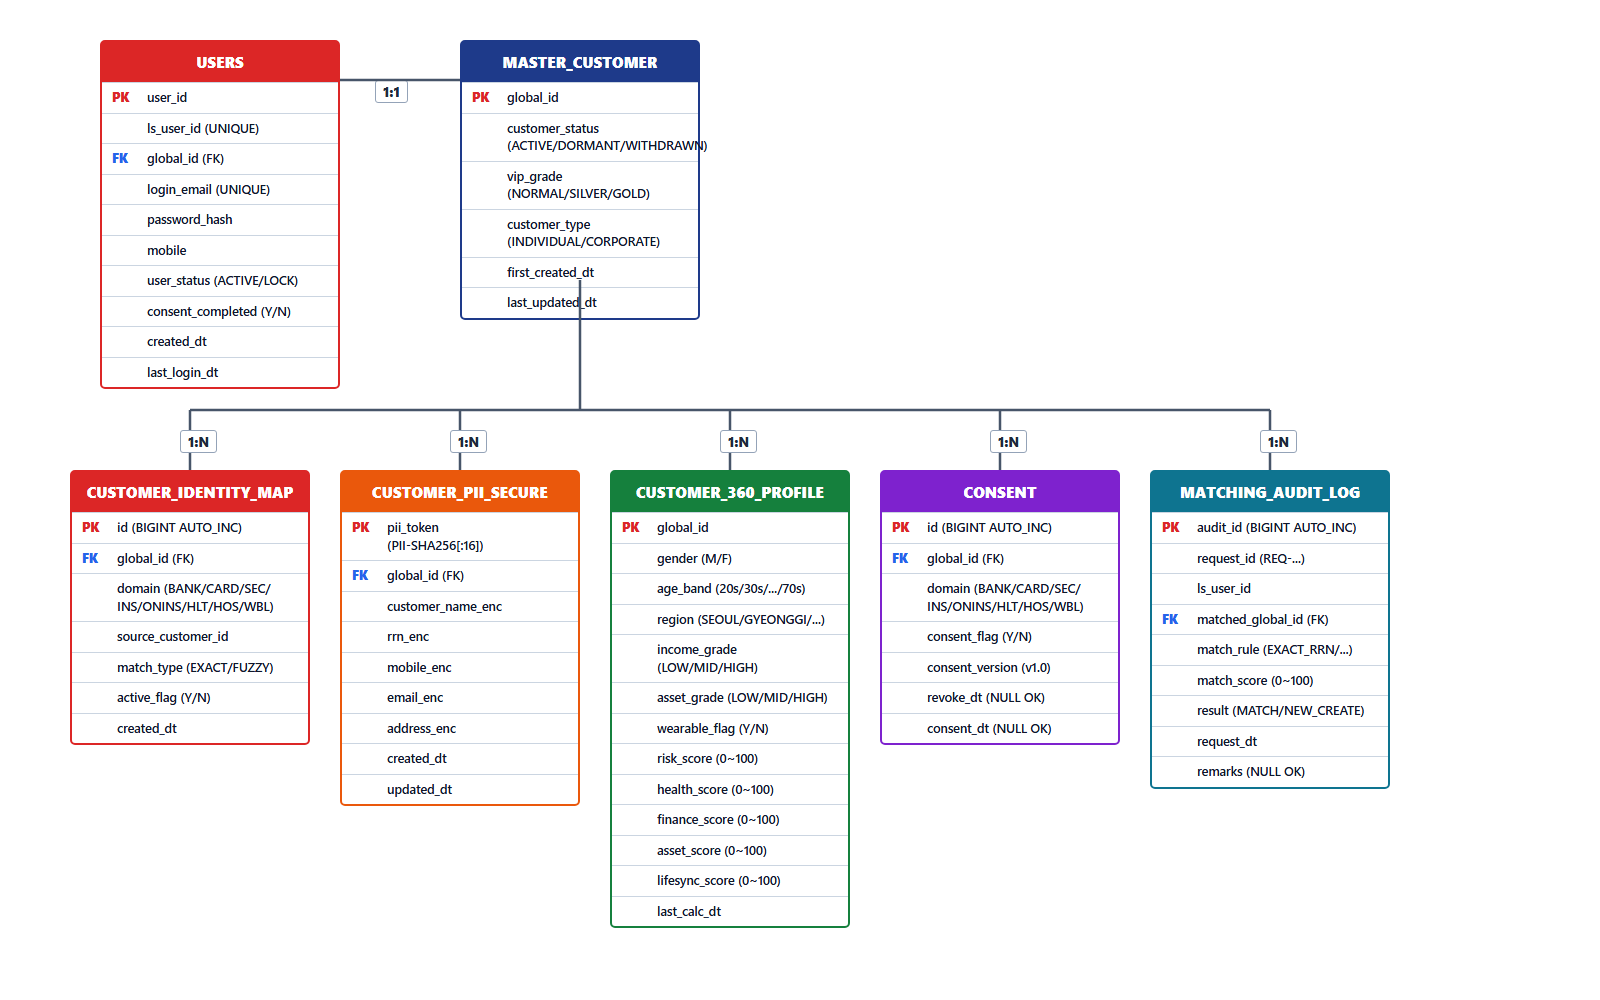 USERS
PK user_id
ls_user_id (UNIQUE)
FK global_id (FK)
login_email (UNIQUE)
password_hash
mobile
user_status (ACTIVE/LOCK)
consent_completed (Y/N)
created_dt
last_login_dt
1:1
MASTER_CUSTOMER
PK global_id
customer_status
(ACTIVE/DORMANT/WITHDRAWN)
vip_grade
(NORMAL/SILVER/GOLD)
customer_type
(INDIVIDUAL/CORPORATE)
first_created_dt
last_updated_dt
1:N
1:N
1:N
1:N
1:N
CUSTOMER_IDENTITY_MAP
PK id (BIGINT AUTO_INC)
FK global_id (FK)
domain (BANK/CARD/SEC/
INS/ONINS/HLT/HOS/WBL)
source_customer_id
match_type (EXACT/FUZZY)
active_flag (Y/N)
created_dt
CUSTOMER_PII_SECURE
PK pii_token
(PII-SHA256[:16])
FK global_id (FK)
customer_name_enc
rrn_enc
mobile_enc
email_enc
address_enc
created_dt
updated_dt
CUSTOMER_360_PROFILE
PK global_id
gender (M/F)
age_band (20s/30s/.../70s)
region (SEOUL/GYEONGGI/...)
income_grade
(LOW/MID/HIGH)
asset_grade (LOW/MID/HIGH)
wearable_flag (Y/N)
risk_score (0~100)
health_score (0~100)
finance_score (0~100)
asset_score (0~100)
lifesync_score (0~100)
last_calc_dt
CONSENT
PK id (BIGINT AUTO_INC)
FK global_id (FK)
domain (BANK/CARD/SEC/
INS/ONINS/HLT/HOS/WBL)
consent_flag (Y/N)
consent_version (v1.0)
revoke_dt (NULL OK)
consent_dt (NULL OK)
MATCHING_AUDIT_LOG
PK audit_id (BIGINT AUTO_INC)
request_id (REQ-...)
ls_user_id
FK matched_global_id (FK)
match_rule (EXACT_RRN/...)
match_score (0~100)
result (MATCH/NEW_CREATE)
request_dt
remarks (NULL OK)